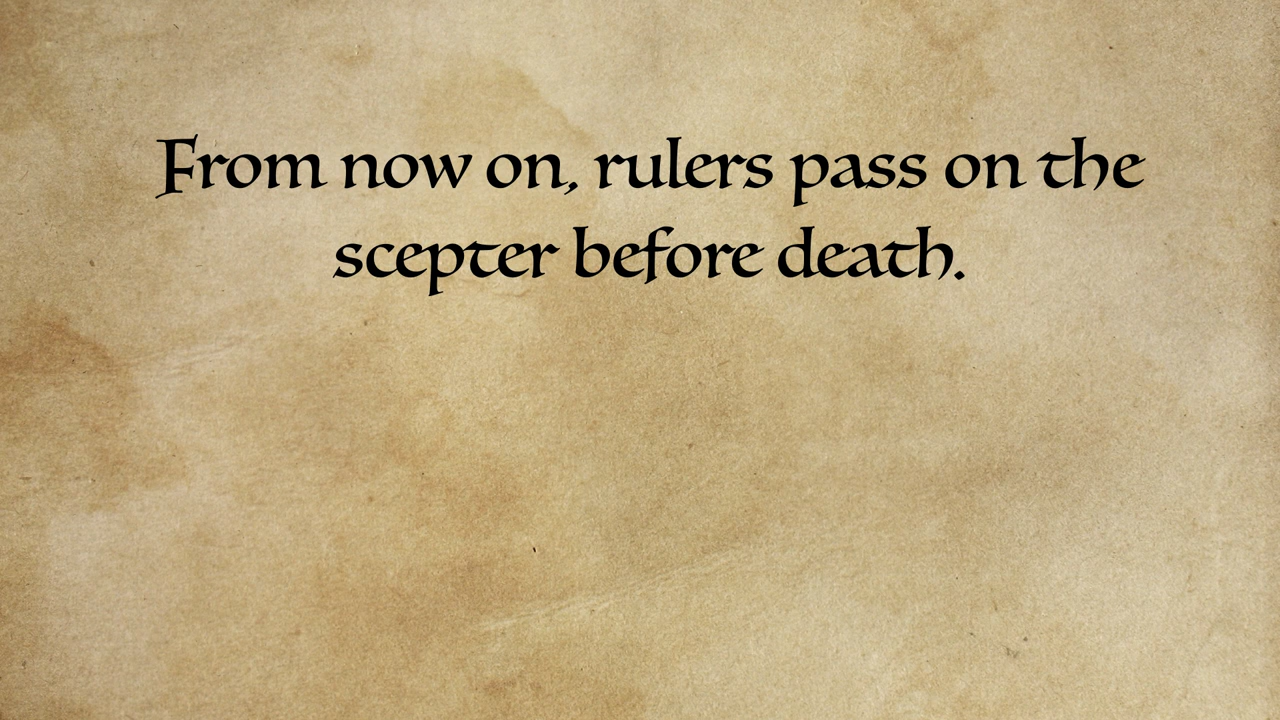 From now on, rulers pass on the
scepter before death.